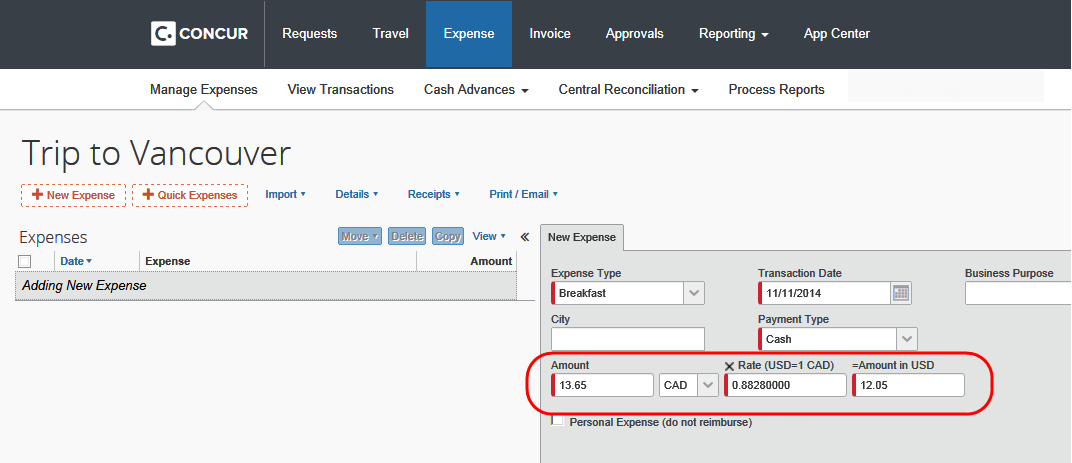 C. CONCUR Requests Travel Expense Invoice Approvals Reporting App Center
Manage Expenses View Transactions Cash Advances Central Reconciliation Process Reports
Trip to Vancouver
+ New Expense + Quick Expenses Import Details Receipts Print / Email
Expenses Move Delete Copy View «
Date Expense Amount
Adding New Expense
New Expense
Expense Type Transaction Date Business Purpose
Breakfast 11/11/2014
City Payment Type
Cash
Amount X Rate (USD=1 CAD) =Amount in USD
13.65 CAD 0.88280000 12.05
Personal Expense (do not reimburse)